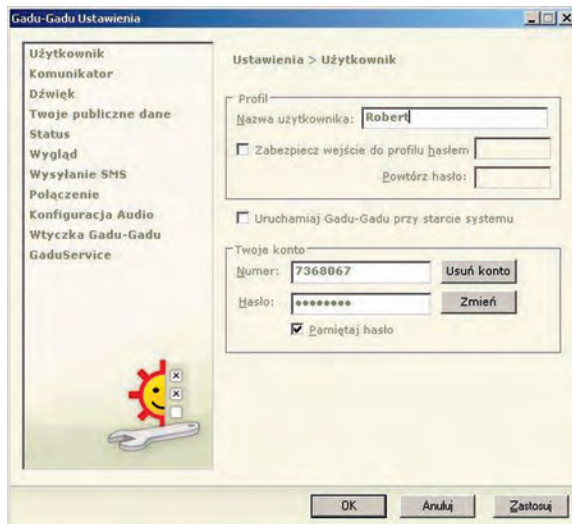 Gadu-Gadu Ustawienia
Użytkownik
Komunikator
Dźwięk
Twoje publiczne dane
Status
Wygląd
Wysyłanie SMS
Połączenie
Konfiguracja Audio
Wtyczka Gadu-Gadu
GaduService
Ustawienia > Użytkownik
Profil
Nazwa użytkownika: Robert
Zabezpiecz wejście do profilu hasłem
Powtórz hasło:
Uruchamiaj Gadu-Gadu przy starcie systemu
Twoje konto
Numer: 7368067 Usuń konto
Hasło: ●●●●●●●● Zmień
Pamiętaj hasło
OK Anuluj Zastosuj